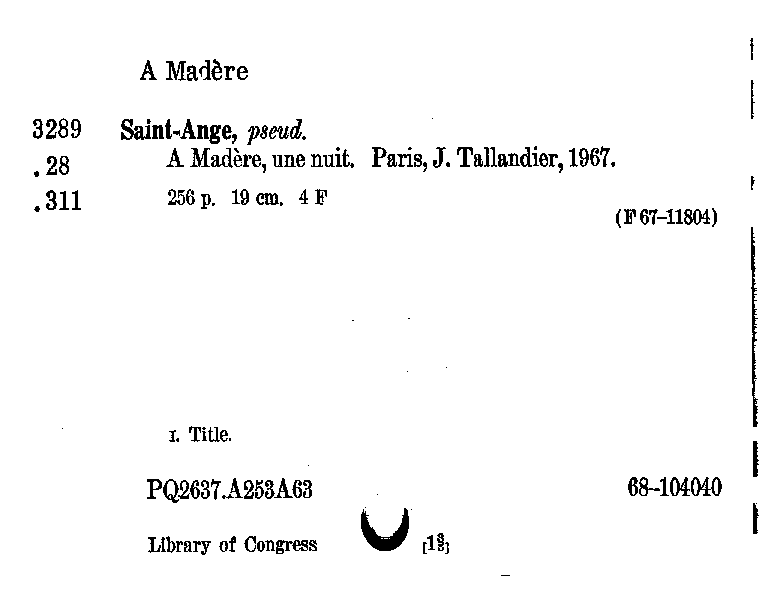 A Madère
3289 Saint-Ange, pseud.
.28 A Madère, une nuit. Paris, J. Tallandier, 1967.
.311 256 p. 19 cm. 4 F
(F 67-11804)
I. Title.
PQ2637.A253A63 68-104040
Library of Congress